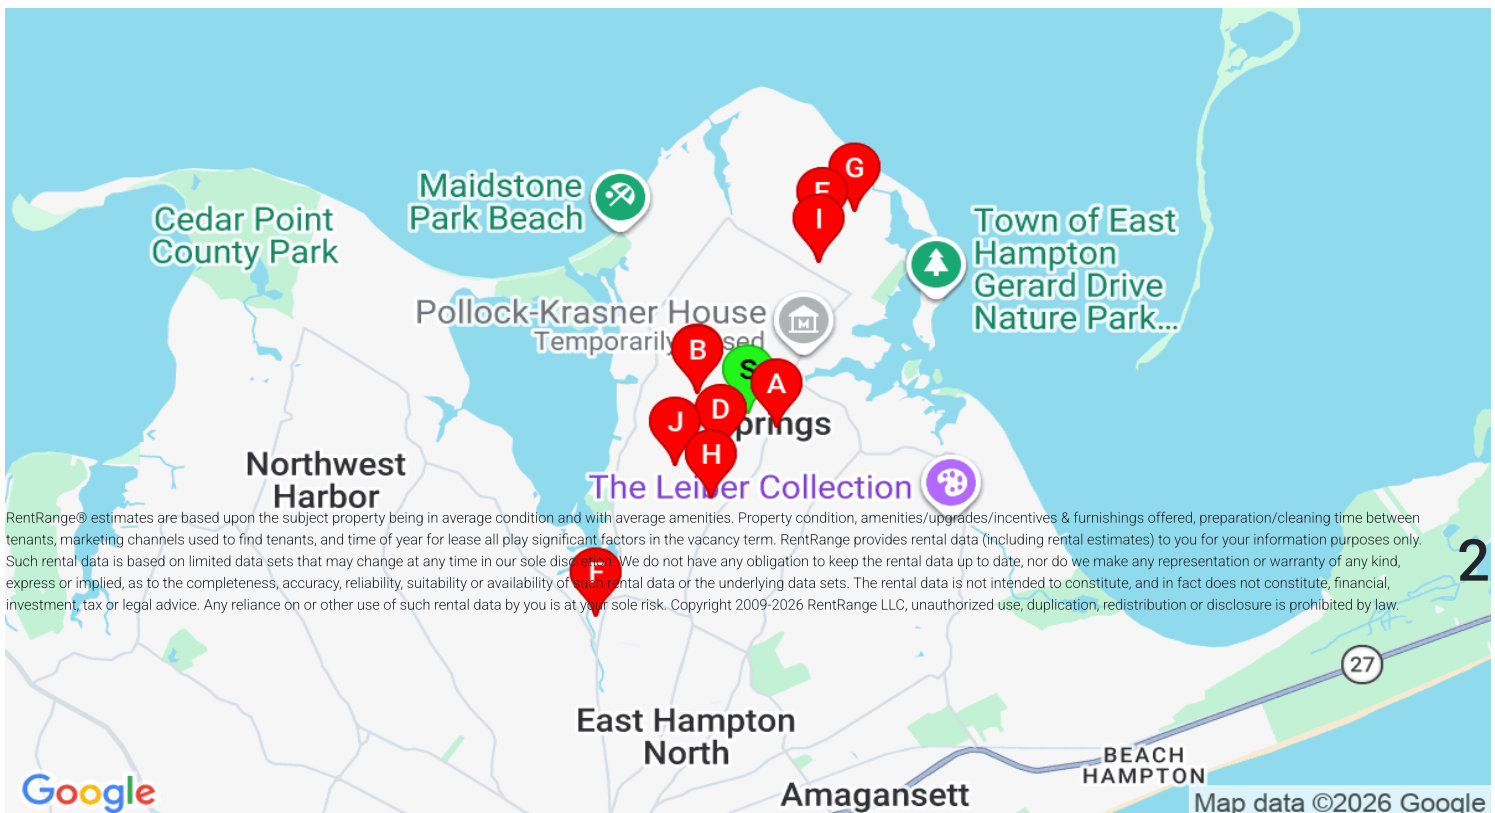 G
E
I
Maidstone
Park Beach
Cedar Point
County Park
Town of East
Hampton
Gerard Drive
Nature Park...
Pollock-Krasner House
M
Temporarily
B
S
A
D
J
H
Northwest
Harbor
The Leiber Collection
RentRange® estimates are based upon the subject property being in average condition and with average amenities. Property condition, amenities/upgrades/incentives & furnishings offered, preparation/cleaning time between
tenants, marketing channels used to find tenants, and time of year for lease all play significant factors in the vacancy term. RentRange provides rental data (including rental estimates) to you for your information purposes only.
Such rental data is based on limited data sets that may change at any time in our sole discretion. We do not have any obligation to keep the rental data up to date, nor do we make any representation or warranty of any kind,
express or implied, as to the completeness, accuracy, reliability, suitability or availability of such rental data or the underlying data sets. The rental data is not intended to constitute, and in fact does not constitute, financial,
investment, tax or legal advice. Any reliance on or other use of such rental data by you is at your sole risk. Copyright 2009-2026 RentRange LLC, unauthorized use, duplication, redistribution or disclosure is prohibited by law.
2
27
East Hampton
North
BEACH
HAMPTON
Amagansett
Google
Map data ©2026 Google